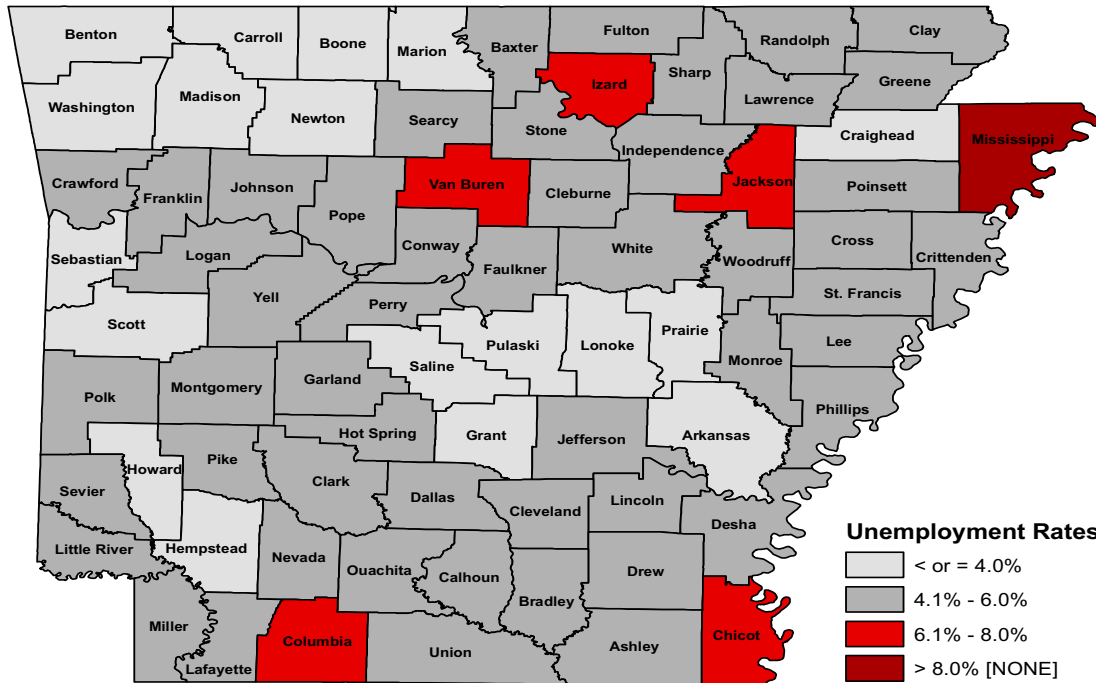 Benton
Carroll
Boone
Marion
Baxter
Fulton
Randolph
Clay
Izard
Sharp
Greene
Lawrence
Washington
Madison
Newton
Searcy
Stone
Independence
Craighead
Mississippi
Crawford
Franklin
Johnson
Pope
Van Buren
Cleburne
Jackson
Poinsett
Sebastian
Logan
Conway
Faulkner
White
Woodruff
Cross
Crittenden
Yell
Perry
St. Francis
Scott
Saline
Pulaski
Lonoke
Prairie
Monroe
Lee
Polk
Montgomery
Garland
Hot Spring
Grant
Jefferson
Arkansas
Phillips
Howard
Pike
Clark
Dallas
Cleveland
Lincoln
Desha
Sevier
Little River
Hempstead
Nevada
Ouachita
Calhoun
Bradley
Drew
Miller
Lafayette
Columbia
Union
Ashley
Chicot
Unemployment Rates
< or = 4.0%
4.1% - 6.0%
6.1% - 8.0%
> 8.0% [NONE]